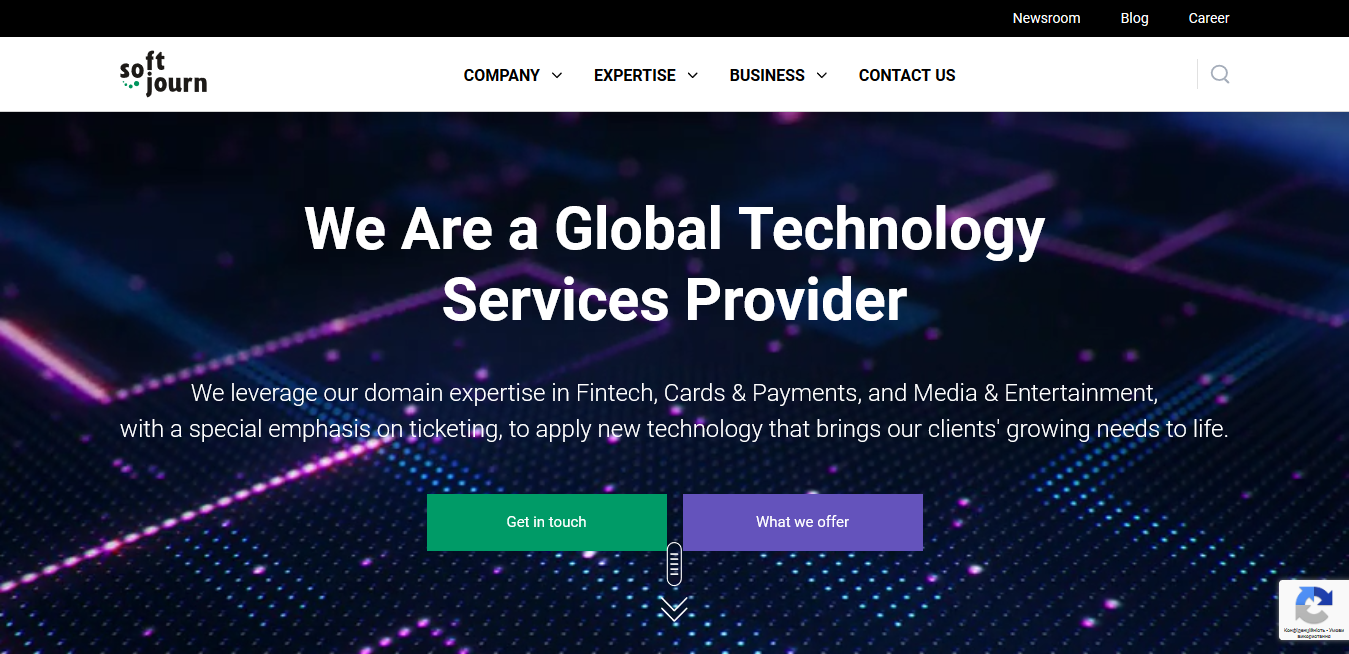 Newsroom Blog Career
soft
journ
COMPANY EXPERTISE BUSINESS CONTACT US
We Are a Global Technology
Services Provider
We leverage our domain expertise in Fintech, Cards & Payments, and Media & Entertainment,
with a special emphasis on ticketing, to apply new technology that brings our clients' growing needs to life.
Get in touch What we offer
Конфіденційність - Умови
використання